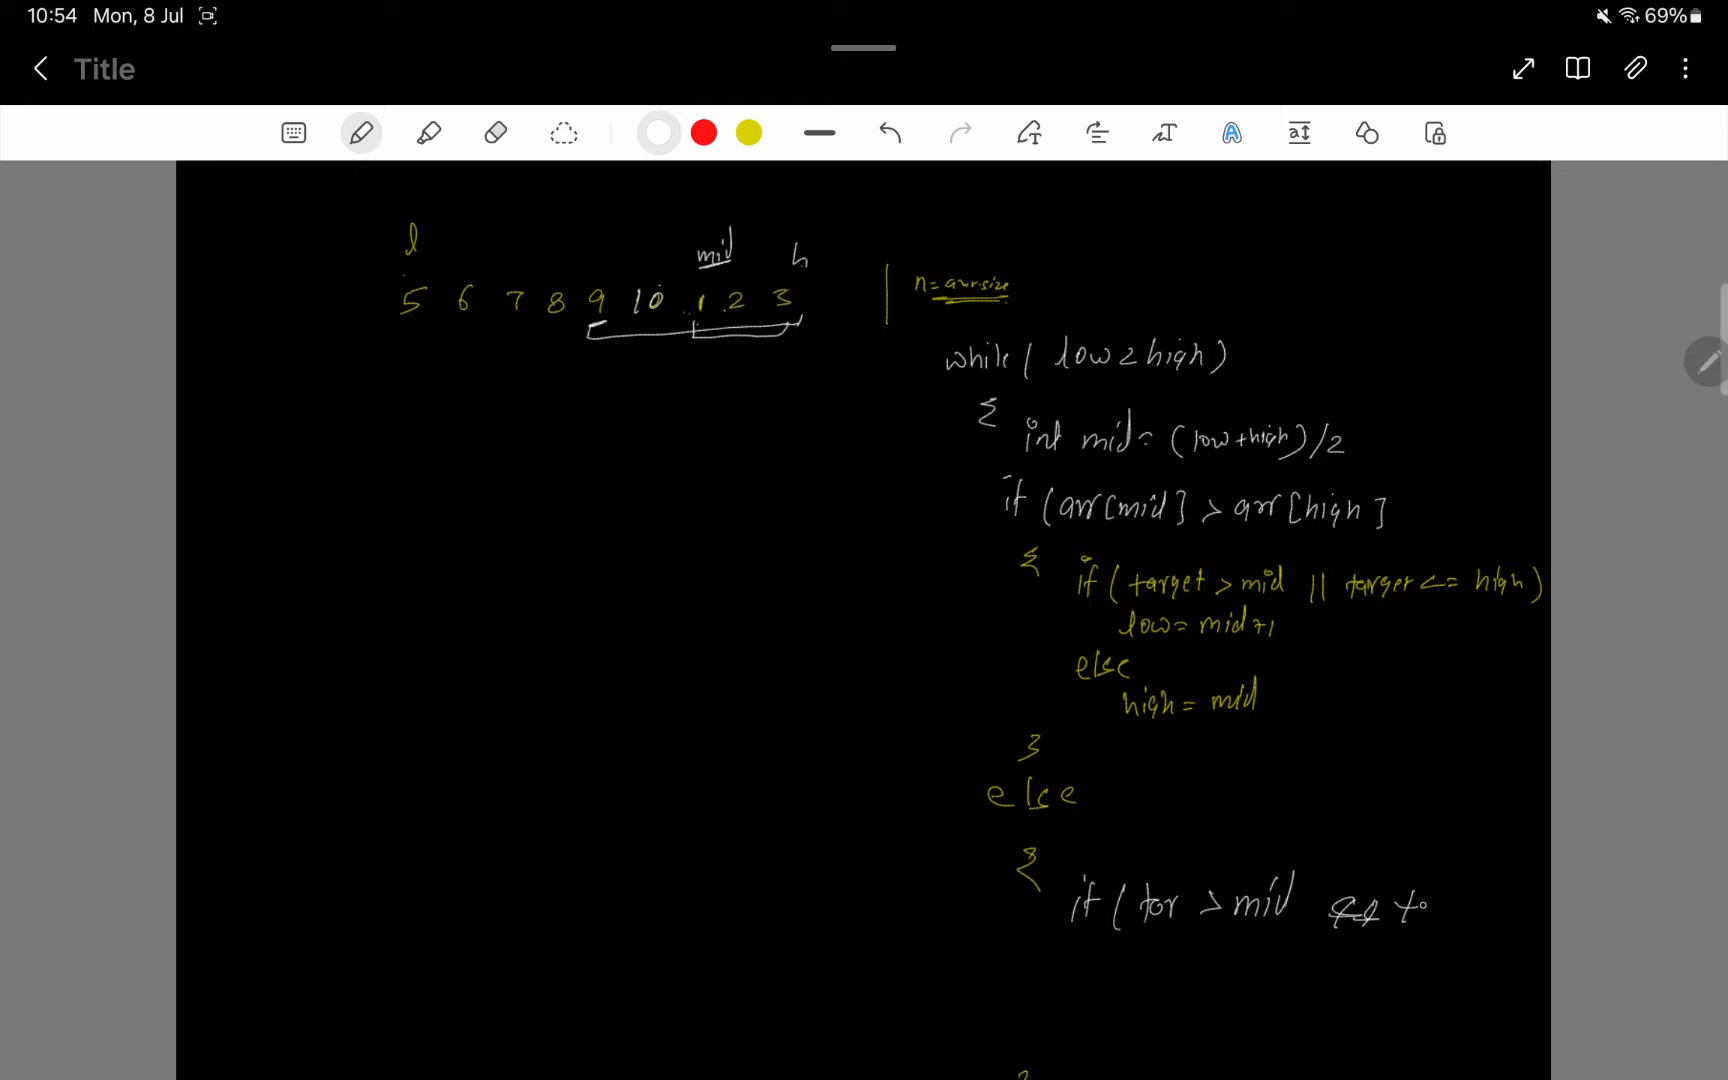 10:54 Mon, 8 Jul 69%
Title
l mid h
5 6 7 8 9 10 1 2 3
n = arr.size
while ( low < high )
{
int mid = (low + high) / 2
if ( arr[mid] > arr[high]
{ if ( target > mid || target <= high )
low = mid + 1
else
high = mid
}
else
{
if ( tar > mid && t